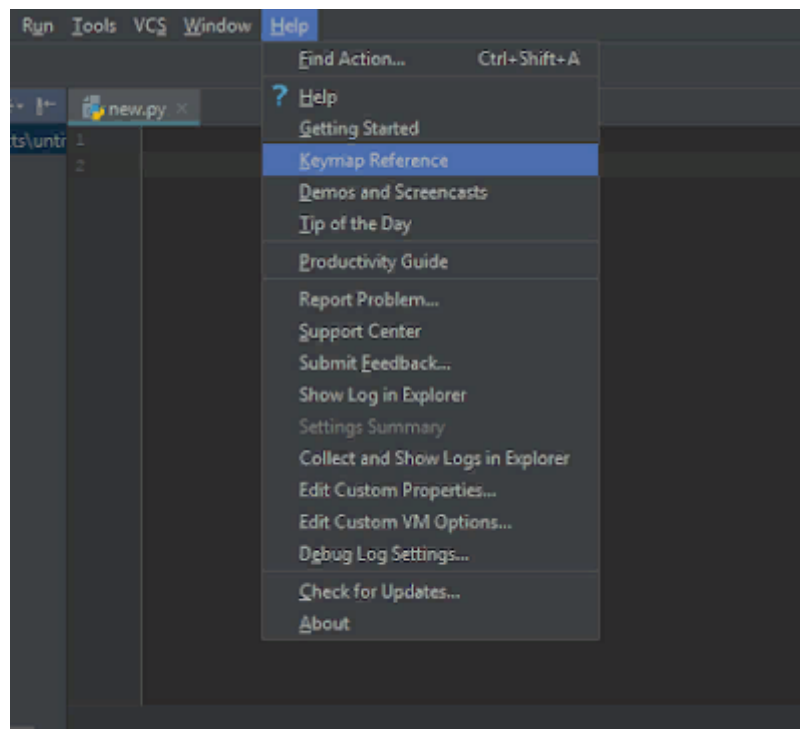 Run Tools VCS Window Help
Find Action... Ctrl+Shift+A
? Help
new.py ×
Getting Started
ts\unti 1
Keymap Reference
2
Demos and Screencasts
Tip of the Day
Productivity Guide
Report Problem...
Support Center
Submit Feedback...
Show Log in Explorer
Settings Summary
Collect and Show Logs in Explorer
Edit Custom Properties...
Edit Custom VM Options...
Debug Log Settings...
Check for Updates...
About